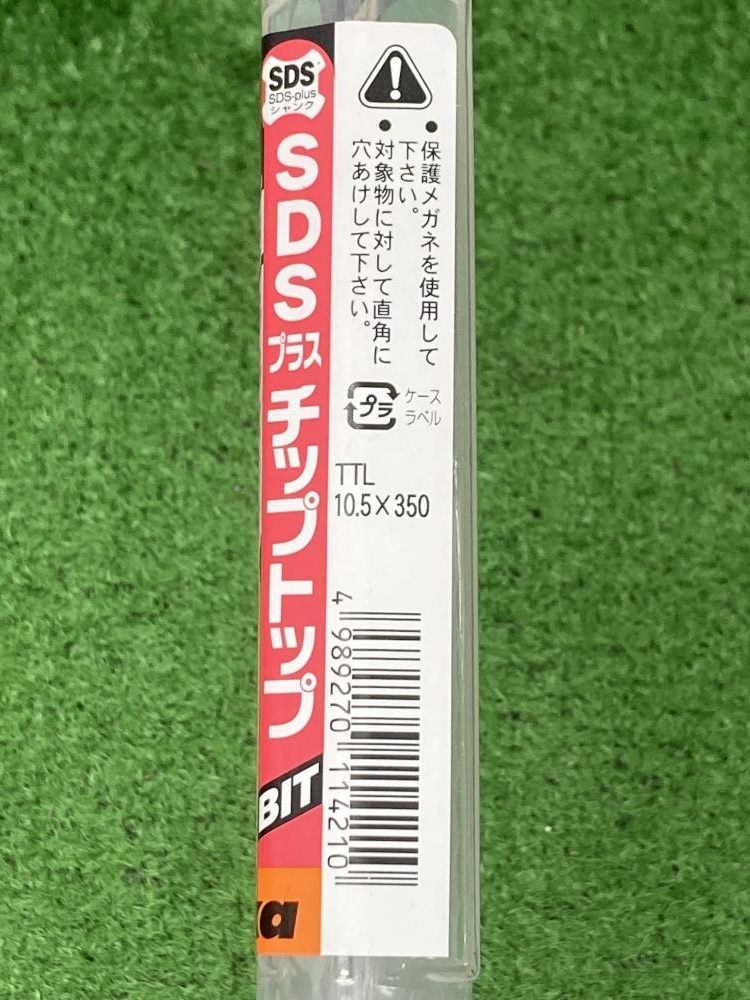 SDS
SDS-plus
シャンク
SDSプラスチップトップ
BIT
● 保護メガネを使用して
下さい。
● 対象物に対して直角に
穴あけして下さい。
プラ
ケース
ラベル
TTL
10.5×350
4 989270 114210